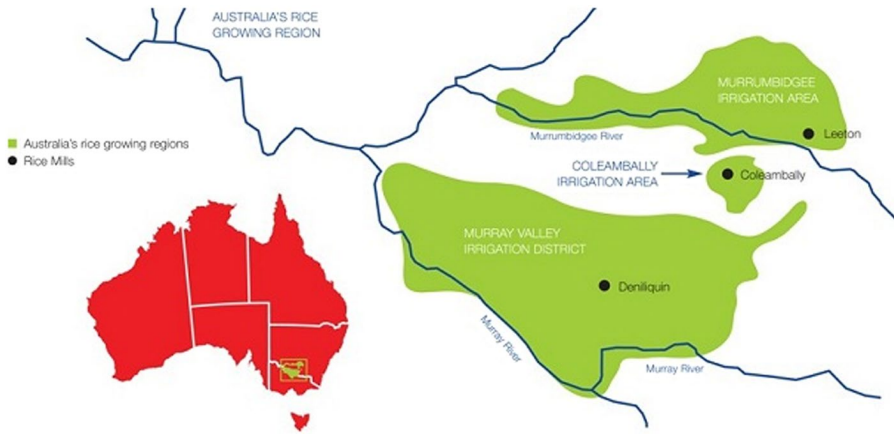 AUSTRALIA'S RICE
GROWING REGION
Australia's rice growing regions
Rice Mills
MURRUMBIDGEE
IRRIGATION AREA
Leeton
Murrumbidgee River
COLEAMBALLY
IRRIGATION AREA
Coleambally
MURRAY VALLEY
IRRIGATION DISTRICT
Deniliquin
Murray River
Murray River